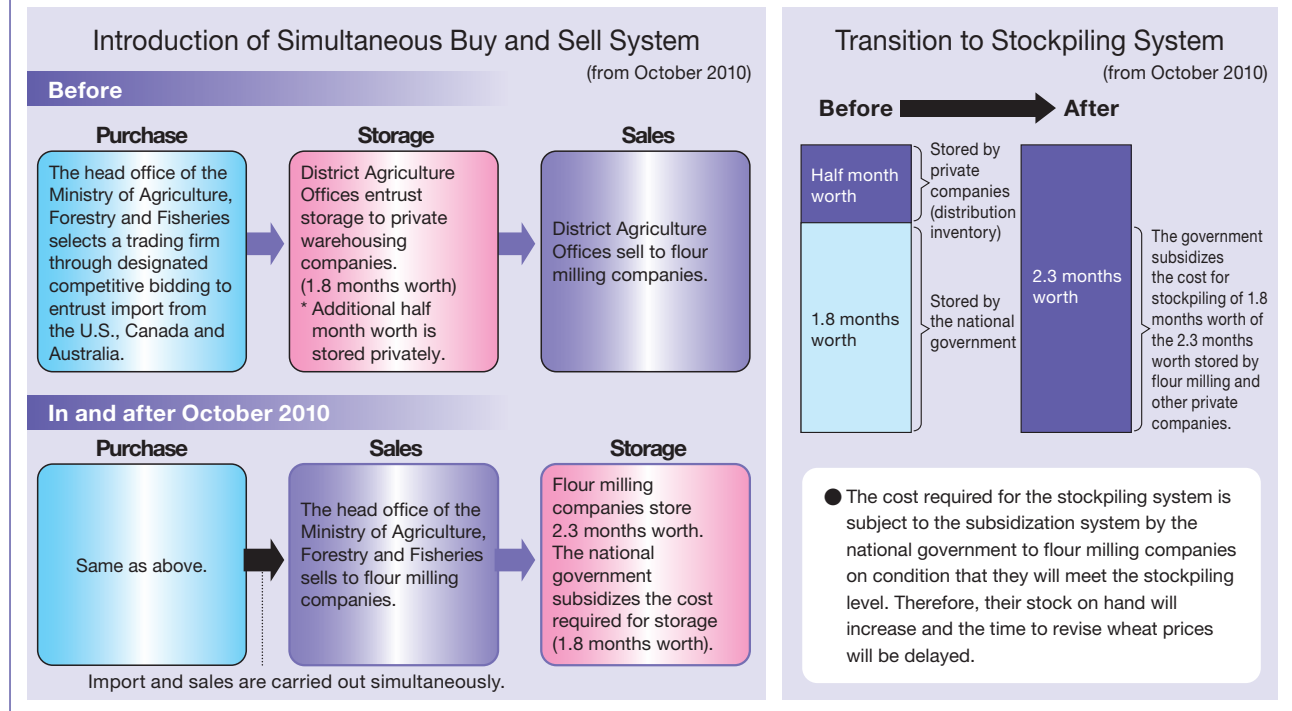 Introduction of Simultaneous Buy and Sell System
(from October 2010)
Before
Purchase
The head office of the
Ministry of Agriculture,
Forestry and Fisheries
selects a trading firm
through designated
competitive bidding to
entrust import from
the U.S., Canada and
Australia.
Storage
District Agriculture
Offices entrust
storage to private
warehousing
companies.
(1.8 months worth)
* Additional half
month worth is
stored privately.
Sales
District Agriculture
Offices sell to flour
milling companies.
In and after October 2010
Purchase
Same as above.
Sales
The head office of the
Ministry of Agriculture,
Forestry and Fisheries
sells to flour milling
companies.
Storage
Flour milling
companies store
2.3 months worth.
The national
government
subsidizes the cost
required for storage
(1.8 months worth).
Import and sales are carried out simultaneously.
Transition to Stockpiling System
(from October 2010)
Before
After
Half month
worth
Stored by
private
companies
(distribution
inventory)
1.8 months
worth
Stored by
the national
government
2.3 months
worth
The government
subsidizes
the cost for
stockpiling of 1.8
months worth of
the 2.3 months
worth stored by
flour milling and
other private
companies.
● The cost required for the stockpiling system is
subject to the subsidization system by the
national government to flour milling companies
on condition that they will meet the stockpiling
level. Therefore, their stock on hand will
increase and the time to revise wheat prices
will be delayed.